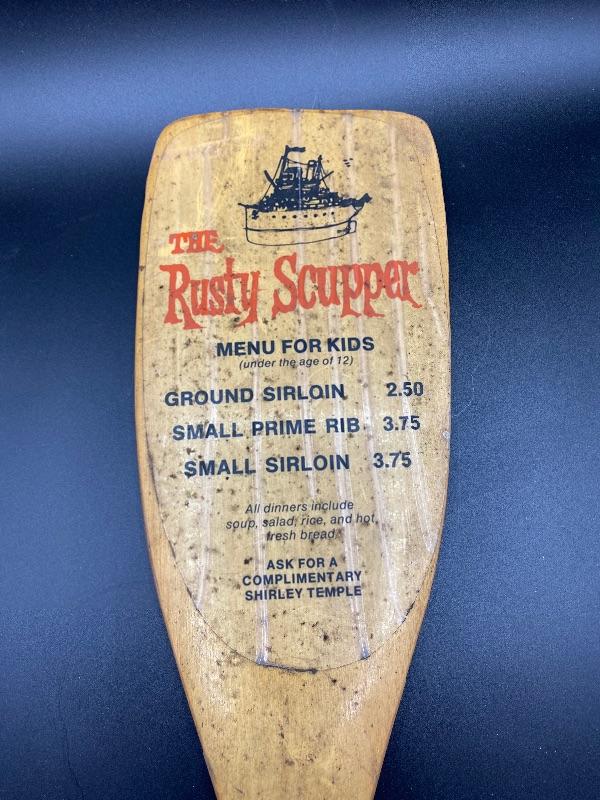 THE
Rusty Scupper
MENU FOR KIDS
(under the age of 12)
GROUND SIRLOIN 2.50
SMALL PRIME RIB 3.75
SMALL SIRLOIN 3.75
All dinners include
soup, salad, rice, and hot,
fresh bread.
ASK FOR A
COMPLIMENTARY
SHIRLEY TEMPLE